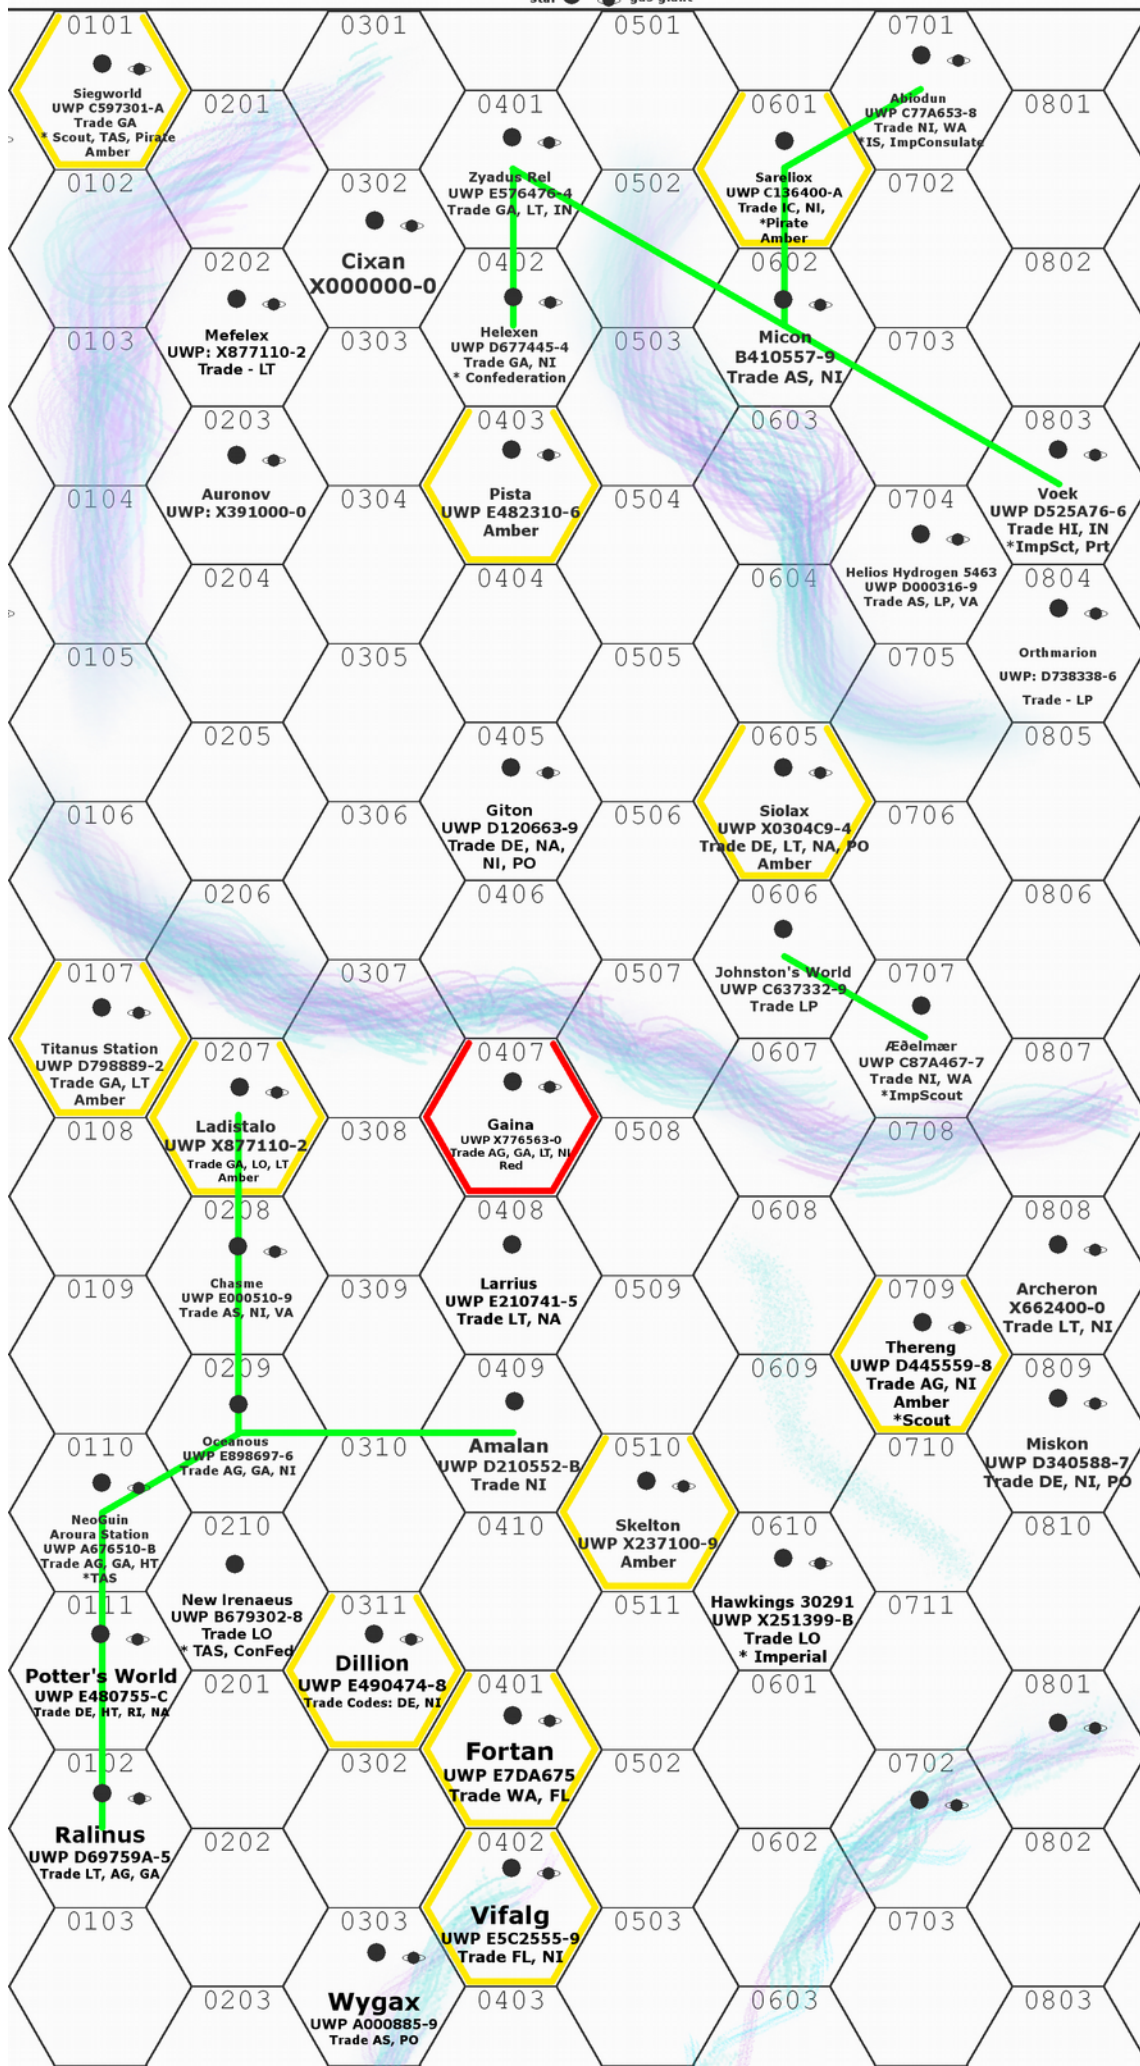 star gas giant
0101
Siegworld
UWP C597301-A
Trade GA
* Scout, TAS, Pirate
Amber
0301
0501
0701
Abiodun
UWP C77A653-8
Trade NI, WA
*IS, ImpConsulate
0201
0401
Zyadus Rel
UWP E576476-4
Trade GA, LT, IN
0601
Sareliox
UWP C136400-A
Trade IC, NI,
*Pirate
Amber
0801
0102
0302
Cixan
X000000-0
0502
0702
0202
Mefelex
UWP: X877110-2
Trade - LT
0402
Helexen
UWP D677445-4
Trade GA, NI
* Confederation
0602
Micon
B410557-9
Trade AS, NI
0802
0103
0303
0503
0703
0203
Auronov
UWP: X391000-0
0403
Pista
UWP E482310-6
Amber
0603
0803
Voek
UWP D525A76-6
Trade HI, IN
*ImpSct, Prt
0104
0304
0504
0704
Helios Hydrogen 5463
UWP D000316-9
Trade AS, LP, VA
0204
0404
0604
0804
Orthmarion
UWP: D738338-6
Trade - LP
0105
0305
0505
0705
0205
0405
Giton
UWP D120663-9
Trade DE, NA,
NI, PO
0605
Siolax
UWP X0304C9-4
Trade DE, LT, NA, PO
Amber
0805
0106
0306
0506
0706
0206
0406
0606
Johnston's World
UWP C637332-9
Trade LP
0806
0107
Titanus Station
UWP D798889-2
Trade GA, LT
Amber
0307
0507
0707
Æðelmær
UWP C87A467-7
Trade NI, WA
*ImpScout
0207
Ladistalo
UWP X877110-2
Trade GA, LO, LT
Amber
0407
Gaina
UWP X776563-0
Trade AG, GA, LT, NI
Red
0607
0807
0108
0308
0508
0708
0208
Chasme
UWP E000510-9
Trade AS, NI, VA
0408
Larrius
UWP E210741-5
Trade LT, NA
0608
0808
Archeron
X662400-0
Trade LT, NI
0109
0309
0509
0709
Thereng
UWP D445559-8
Trade AG, NI
Amber
*Scout
0209
Oceanous
UWP E898697-6
Trade AG, GA, NI
0409
Amalan
UWP D210552-B
Trade NI
0609
0809
Miskon
UWP D340588-7
Trade DE, NI, PO
0110
NeoGuin
Aroura Station
UWP A676510-B
Trade AG, GA, HT
*TAS
0310
0510
Skelton
UWP X237100-9
Amber
0710
0210
New Irenaeus
UWP B679302-8
Trade LO
* TAS, ConFed
0410
0610
Hawkings 30291
UWP X251399-B
Trade LO
* Imperial
0810
0111
Potter's World
UWP E480755-C
Trade DE, HT, RI, NA
0311
Dillion
UWP E490474-8
Trade Codes: DE, NI
0511
0711
0201
0401
Fortan
UWP E7DA675
Trade WA, FL
0601
0801
0102
Ralinus
UWP D69759A-5
Trade LT, AG, GA
0302
0502
0702
0202
0402
Vifalg
UWP E5C2555-9
Trade FL, NI
0602
0802
0103
0303
Wygax
UWP A000885-9
Trade AS, PO
0503
0703
0203
0403
0603
0803